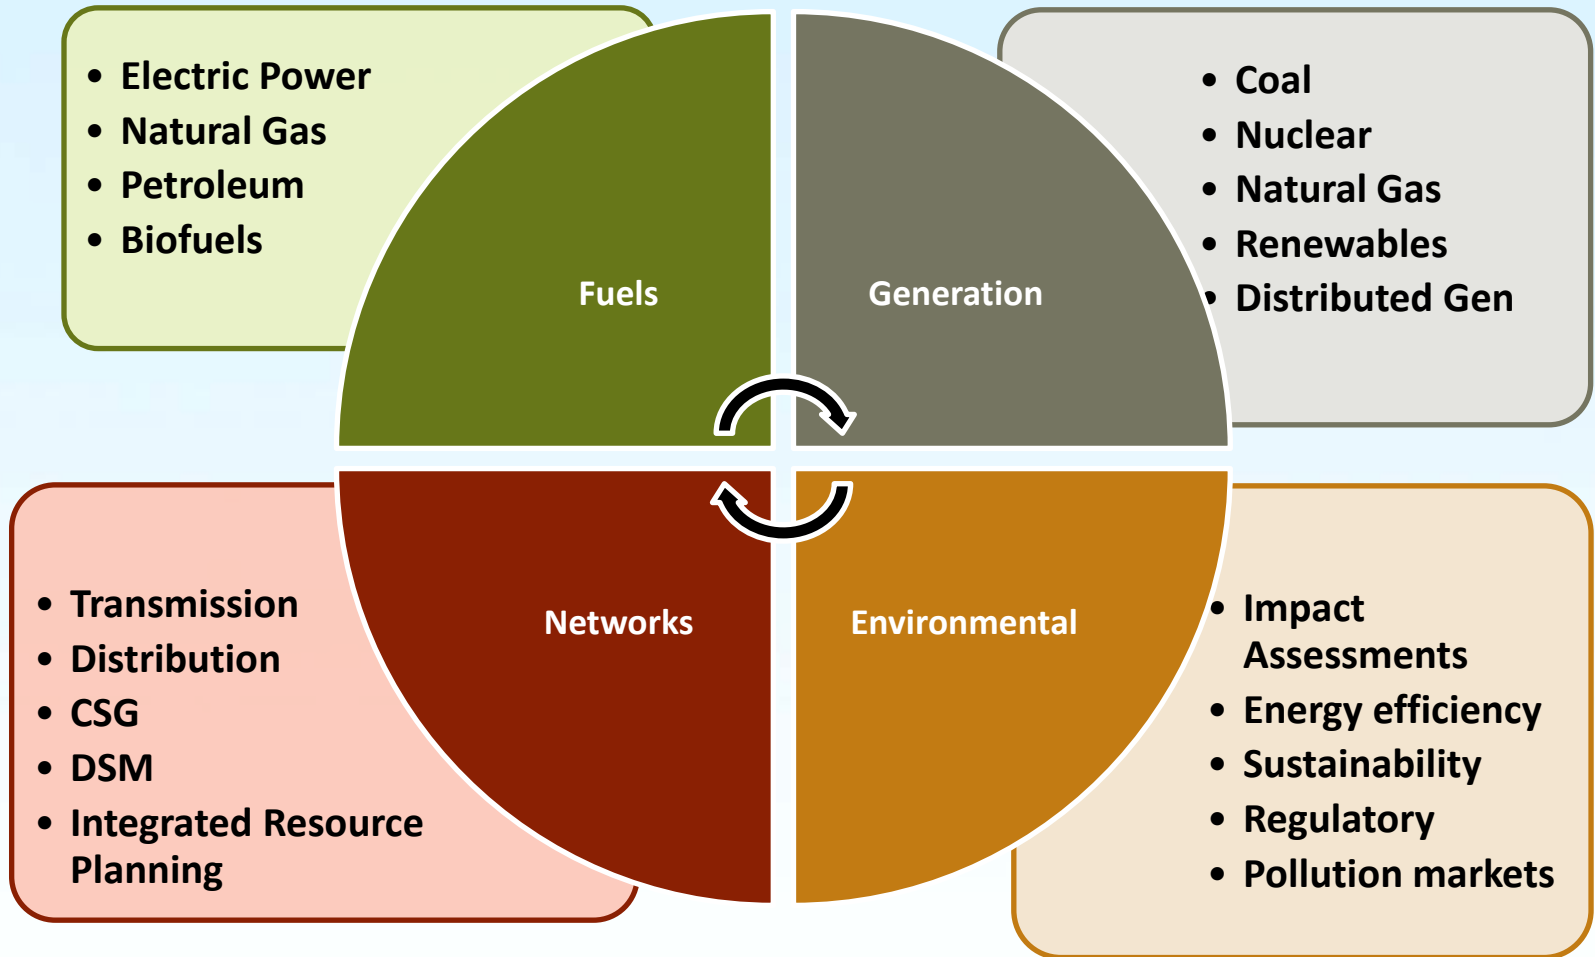 • Electric Power
• Natural Gas
• Petroleum
• Biofuels
Fuels
Generation
• Coal
• Nuclear
• Natural Gas
• Renewables
• Distributed Gen
• Transmission
• Distribution
• CSG
• DSM
• Integrated Resource
Planning
Networks
Environmental
• Impact
Assessments
• Energy efficiency
• Sustainability
• Regulatory
• Pollution markets